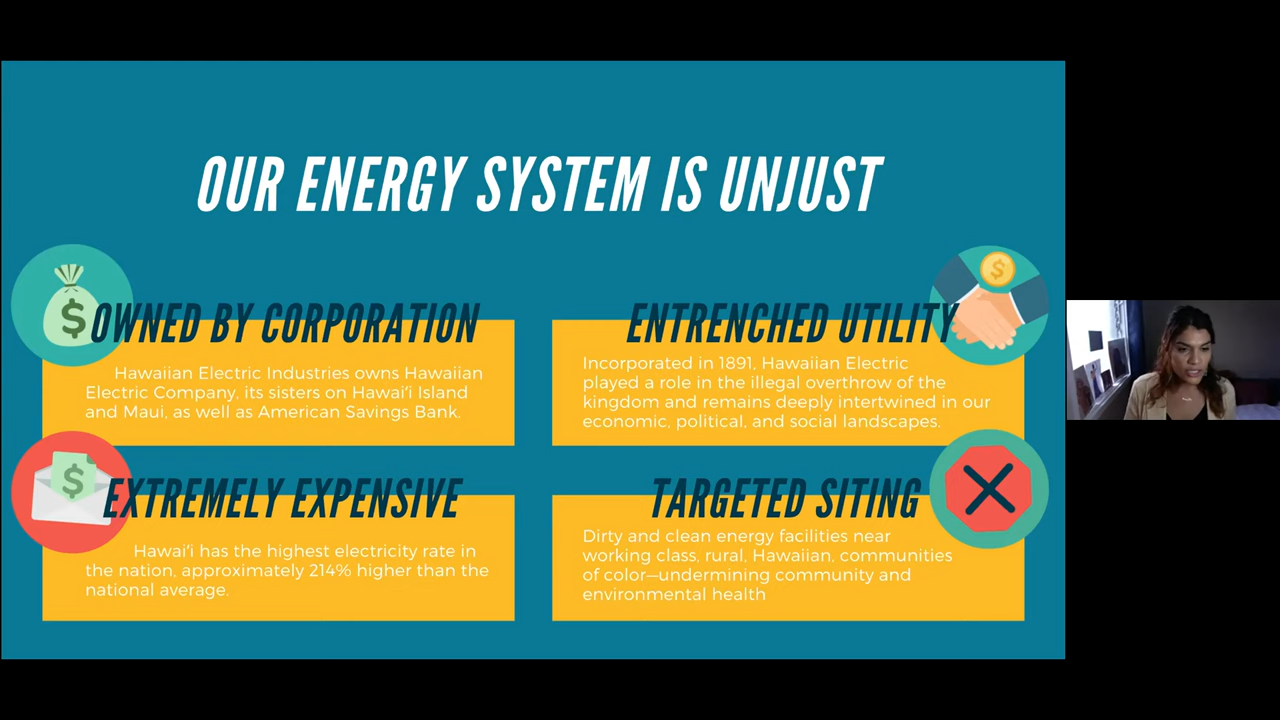 OUR ENERGY SYSTEM IS UNJUST
OWNED BY CORPORATION
Hawaiian Electric Industries owns Hawaiian
Electric Company, its sisters on Hawai‘i Island
and Maui, as well as American Savings Bank.
ENTRENCHED UTILITY
Incorporated in 1891, Hawaiian Electric
played a role in the illegal overthrow of the
kingdom and remains deeply intertwined in our
economic, political, and social landscapes.
EXTREMELY EXPENSIVE
Hawai‘i has the highest electricity rate in
the nation, approximately 214% higher than the
national average.
TARGETED SITING
Dirty and clean energy facilities near
working class, rural, Hawaiian, communities
of color—undermining community and
environmental health